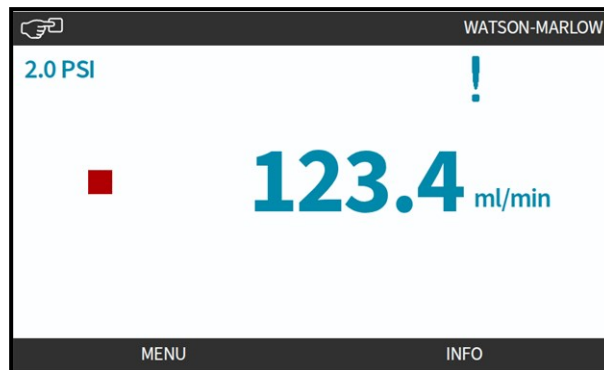 WATSON-MARLOW
2.0 PSI
!
123.4 ml/min
MENU INFO